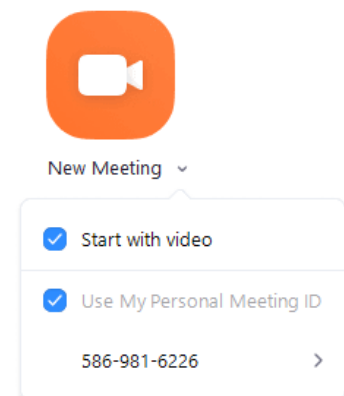 New Meeting
Start with video
Use My Personal Meeting ID
586-981-6226